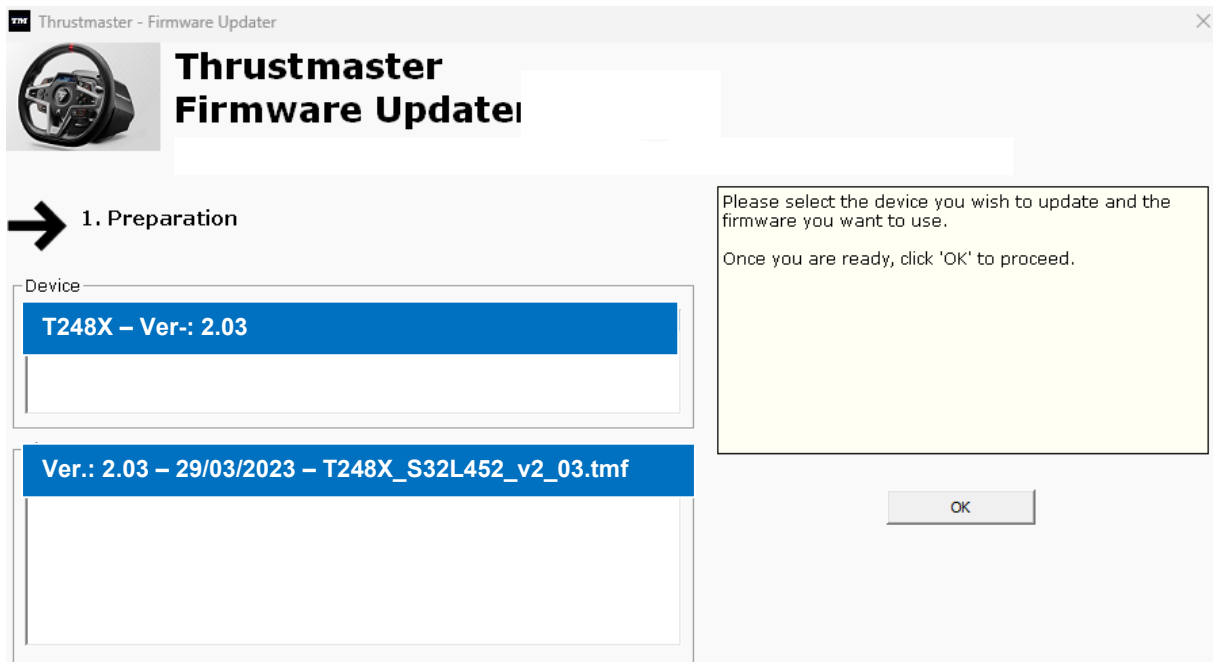 TM Thrustmaster - Firmware Updater
Thrustmaster
Firmware Updater
1. Preparation
Please select the device you wish to update and the
firmware you want to use.
Once you are ready, click 'OK' to proceed.
Device
T248X – Ver-: 2.03
Ver.: 2.03 – 29/03/2023 – T248X_S32L452_v2_03.tmf
OK